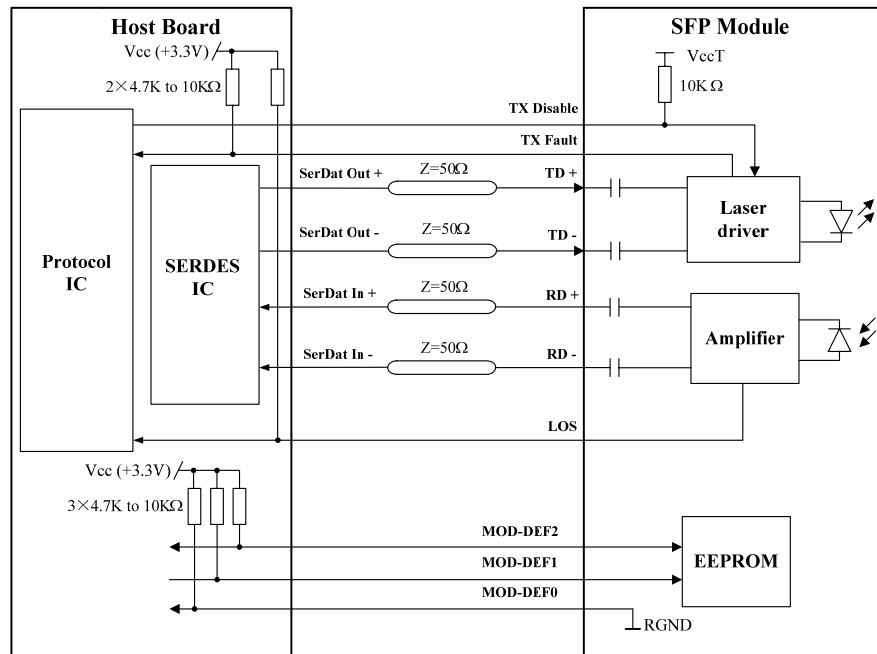 Host Board
SFP Module
Vcc (+3.3V)
VccT
2×4.7K to 10KΩ
10K Ω
TX Disable
TX Fault
SerDat Out +
Z=50Ω
TD +
Laser
driver
SerDat Out -
Z=50Ω
TD -
Protocol
IC
SERDES
IC
SerDat In +
Z=50Ω
RD +
Amplifier
SerDat In -
Z=50Ω
RD -
LOS
Vcc (+3.3V)
3×4.7K to 10KΩ
MOD-DEF2
MOD-DEF1
EEPROM
MOD-DEF0
RGND